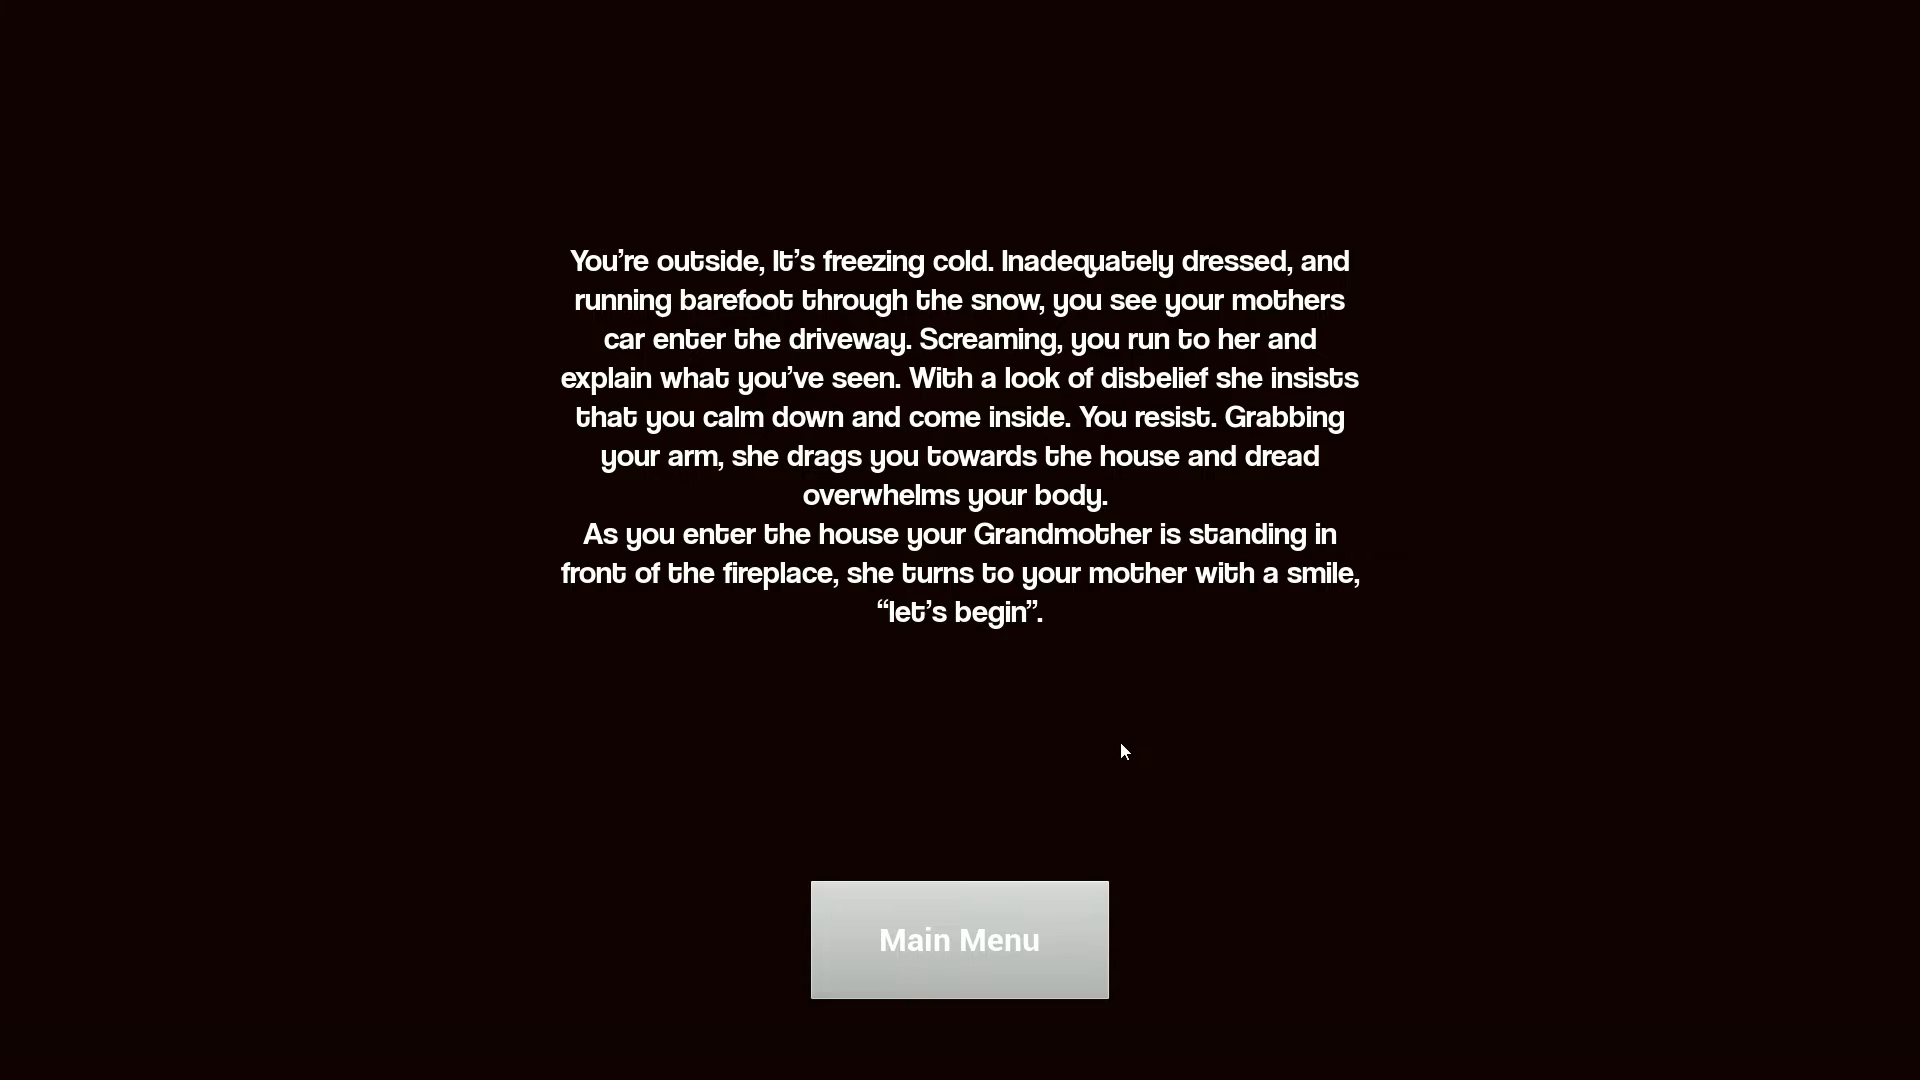 You’re outside, It’s freezing cold. Inadequately dressed, and
running barefoot through the snow, you see your mothers
car enter the driveway. Screaming, you run to her and
explain what you’ve seen. With a look of disbelief she insists
that you calm down and come inside. You resist. Grabbing
your arm, she drags you towards the house and dread
overwhelms your body.
As you enter the house your Grandmother is standing in
front of the fireplace, she turns to your mother with a smile,
“let’s begin”.
Main Menu